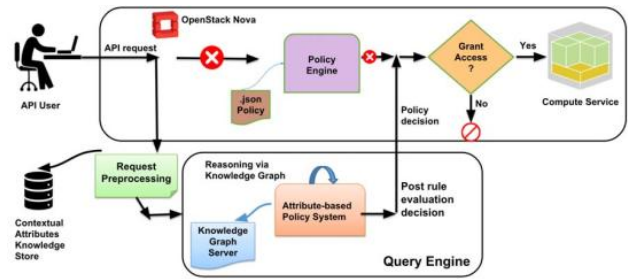 OpenStack Nova
API request
API User
Policy
Engine
.json
Policy
Grant
Access
?
Yes
No
Compute Service
Policy
decision
Request
Preprocessing
Contextual
Attributes
Knowledge
Store
Reasoning via
Knowledge Graph
Attribute-based
Policy System
Knowledge
Graph
Server
Post rule
evaluation
decision
Query Engine